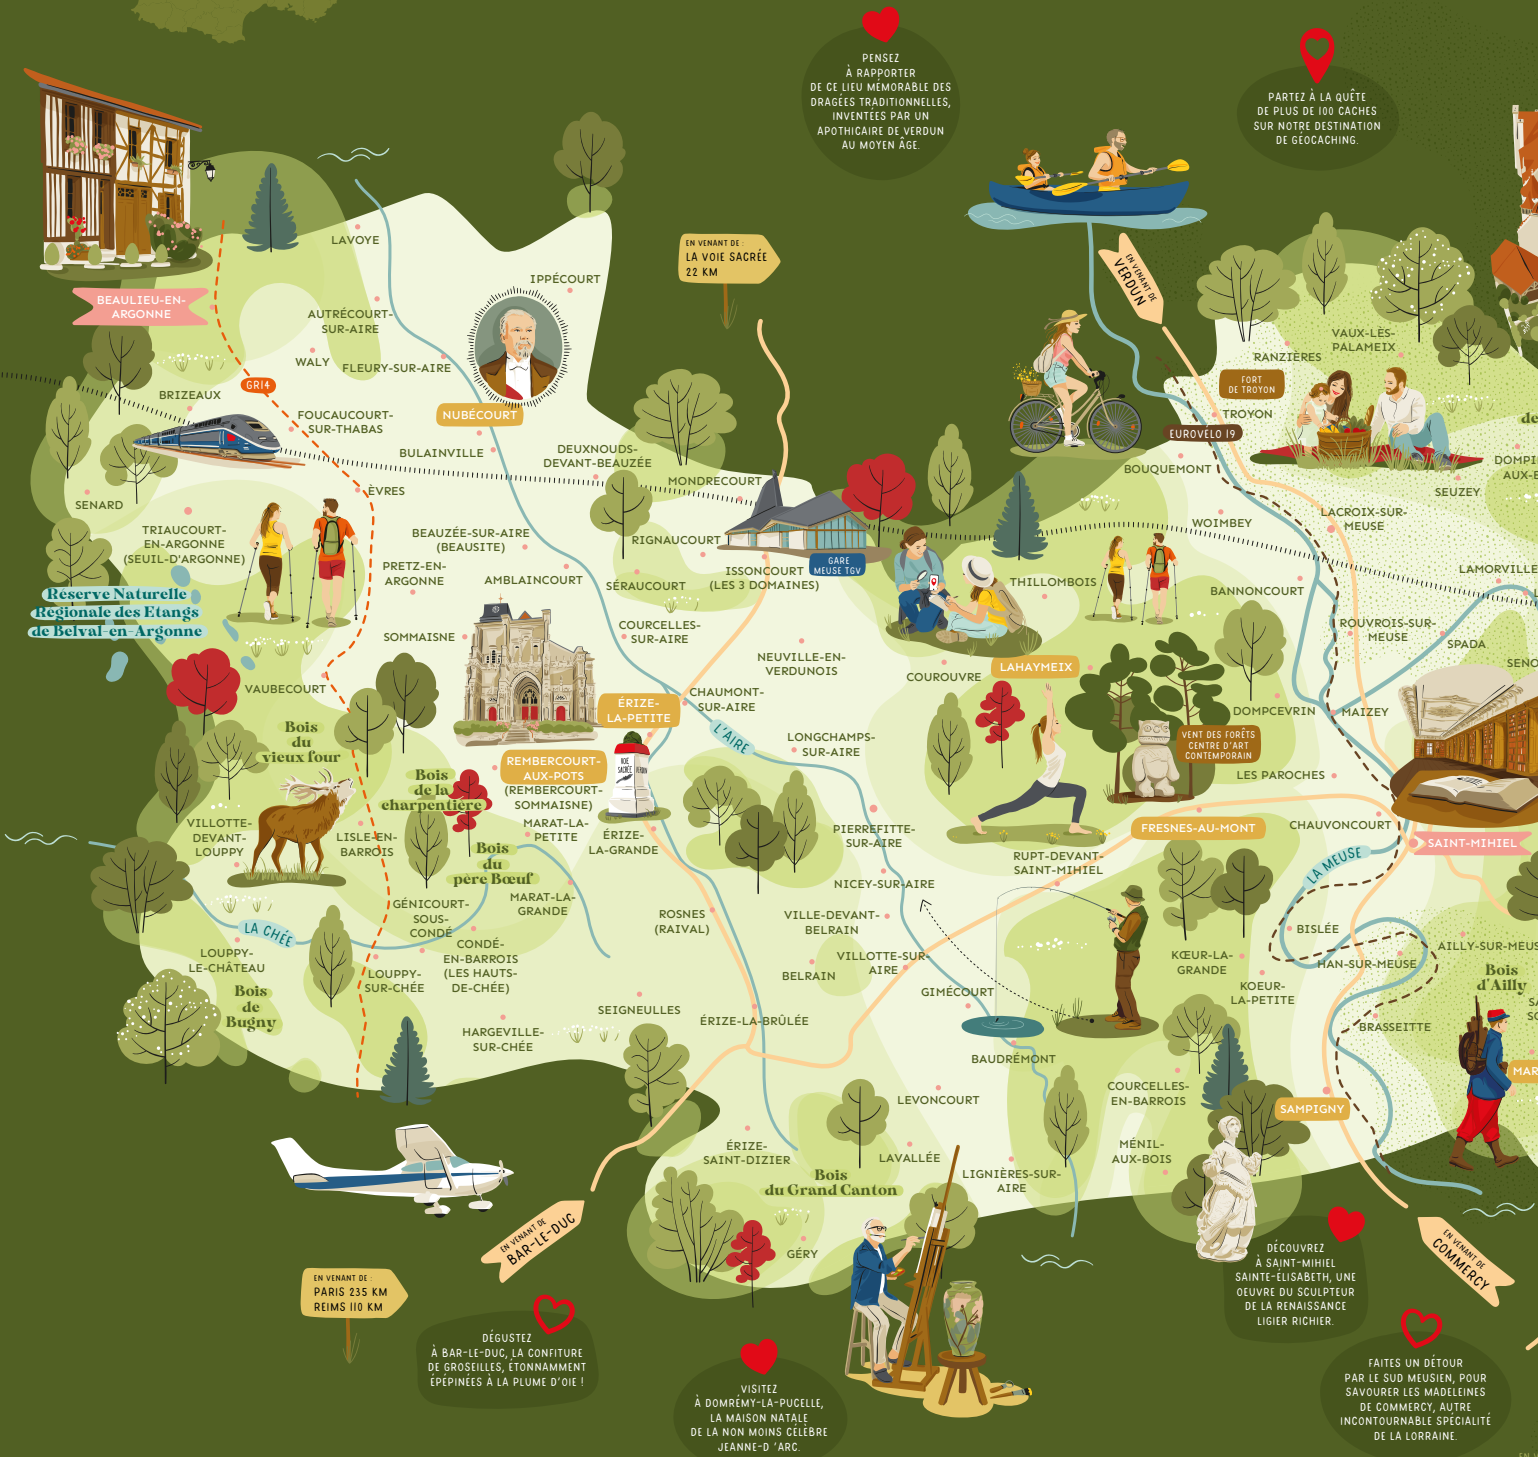 PENSEZ
À RAPPORTER
DE CE LIEU MÉMORABLE DES
DRAGÉES TRADITIONNELLES,
INVENTÉES PAR UN
APOTHICAIRE DE VERDUN
AU MOYEN ÂGE.
PARTEZ À LA QUÊTE
DE PLUS DE 100 CACHES
SUR NOTRE DESTINATION
DE GÉOCACHING.
EN VENANT DE :
LA VOIE SACRÉE
22 KM
EN VENANT DE
VERDUN
BEAULIEU-EN-
ARGONNE
LAVOYE
IPPÉCOURT
AUTRÉCOURT-
SUR-AIRE
WALY
FLEURY-SUR-AIRE
GR14
BRIZEAUX
FOUCAUCOURT-
SUR-THABAS
NUBÉCOURT
BULAINVILLE
DEUXNOUDS-
DEVANT-BEAUZÉE
MONDRECOURT
VAUX-LÈS-
PALAMEIX
RANZIÈRES
FORT
DE TROYON
TROYON
EUROVELO 19
BOUQUEMONT
SEUZEY
SENARD
ÈVRES
TRIAUCOURT-
EN-ARGONNE
(SEUIL-D'ARGONNE)
BEAUZÉE-SUR-AIRE
(BEAUSITE)
RIGNAUCOURT
PRETZ-EN-
ARGONNE
AMBLAINCOURT
SÉRAUCOURT
ISSONCOURT
(LES 3 DOMAINES)
GARE
MEUSE TGV
WOIMBEY
LACROIX-SUR-
MEUSE
LAMORVILLE
THILLOMBOIS
BANNONCOURT
ROUVROIS-SUR-
MEUSE
SPADA
Réserve Naturelle
Régionale des Etangs
de Belval-en-Argonne
SOMMAISNE
COURCELLES-
SUR-AIRE
NEUVILLE-EN-
VERDUNOIS
COUROUVRE
LAHAYMEIX
VAUBECOURT
ÉRIZE-
LA-PETITE
CHAUMONT-
SUR-AIRE
L'AIRE
LONGCHAMPS-
SUR-AIRE
DOMPCEVRIN
MAIZEY
VENT DES FORÊTS
CENTRE D'ART
CONTEMPORAIN
LES PAROCHES
Bois
du
vieux four
Bois
de la
charpentière
REMBERCOURT-
AUX-POTS
(REMBERCOURT-
SOMMAISNE)
VOIE
SACRÉE
VERDUN
VILLOTTE-
DEVANT-
LOUPPY
LISLE-EN-
BARROIS
MARAT-LA-
PETITE
ÉRIZE-
LA-GRANDE
PIERREFITTE-
SUR-AIRE
FRESNES-AU-MONT
CHAUVONCOURT
SAINT-MIHIEL
LA MEUSE
Bois
du
père Bœuf
RUPT-DEVANT-
SAINT-MIHIEL
NICEY-SUR-AIRE
GÉNICOURT-
SOUS-
CONDÉ
MARAT-LA-
GRANDE
ROSNES
(RAIVAL)
VILLE-DEVANT-
BELRAIN
LA CHÉE
BISLÉE
AILLY-SUR-MEUS
LOUPPY-
LE-CHÂTEAU
LOUPPY-
SUR-CHÉE
CONDÉ-
EN-BARROIS
(LES HAUTS-
DE-CHÉE)
VILLOTTE-SUR-
AIRE
BELRAIN
GIMÉCOURT
KŒUR-LA-
GRANDE
KOEUR-
LA-PETITE
HAN-SUR-MEUSE
Bois
d'Ailly
BRASSEITTE
Bois
de
Bugny
HARGEVILLE-
SUR-CHÉE
SEIGNEULLES
ÉRIZE-LA-BRÛLÉE
BAUDRÉMONT
LEVONCOURT
COURCELLES-
EN-BARROIS
SAMPIGNY
MAR
ÉRIZE-
SAINT-DIZIER
LAVALLÉE
Bois
du Grand Canton
LIGNIÈRES-SUR-
AIRE
MÉNIL-
AUX-BOIS
GÉRY
EN VENANT DE
BAR-LE-DUC
EN VENANT DE
COMMERCY
EN VENANT DE :
PARIS 235 KM
REIMS 110 KM
DÉGUSTEZ
À BAR-LE-DUC, LA CONFITURE
DE GROSEILLES, ÉTONNAMMENT
ÉPÉPINÉES À LA PLUME D'OIE !
VISITEZ
À DOMRÉMY-LA-PUCELLE,
LA MAISON NATALE
DE LA NON MOINS CÉLÈBRE
JEANNE-D 'ARC.
DÉCOUVREZ
À SAINT-MIHIEL
SAINTE-ÉLISABETH, UNE
OEUVRE DU SCULPTEUR
DE LA RENAISSANCE
LIGIER RICHIER.
FAITES UN DÉTOUR
PAR LE SUD MEUSIEN, POUR
SAVOURER LES MADELEINES
DE COMMERCY, AUTRE
INCONTOURNABLE SPÉCIALITÉ
DE LA LORRAINE.